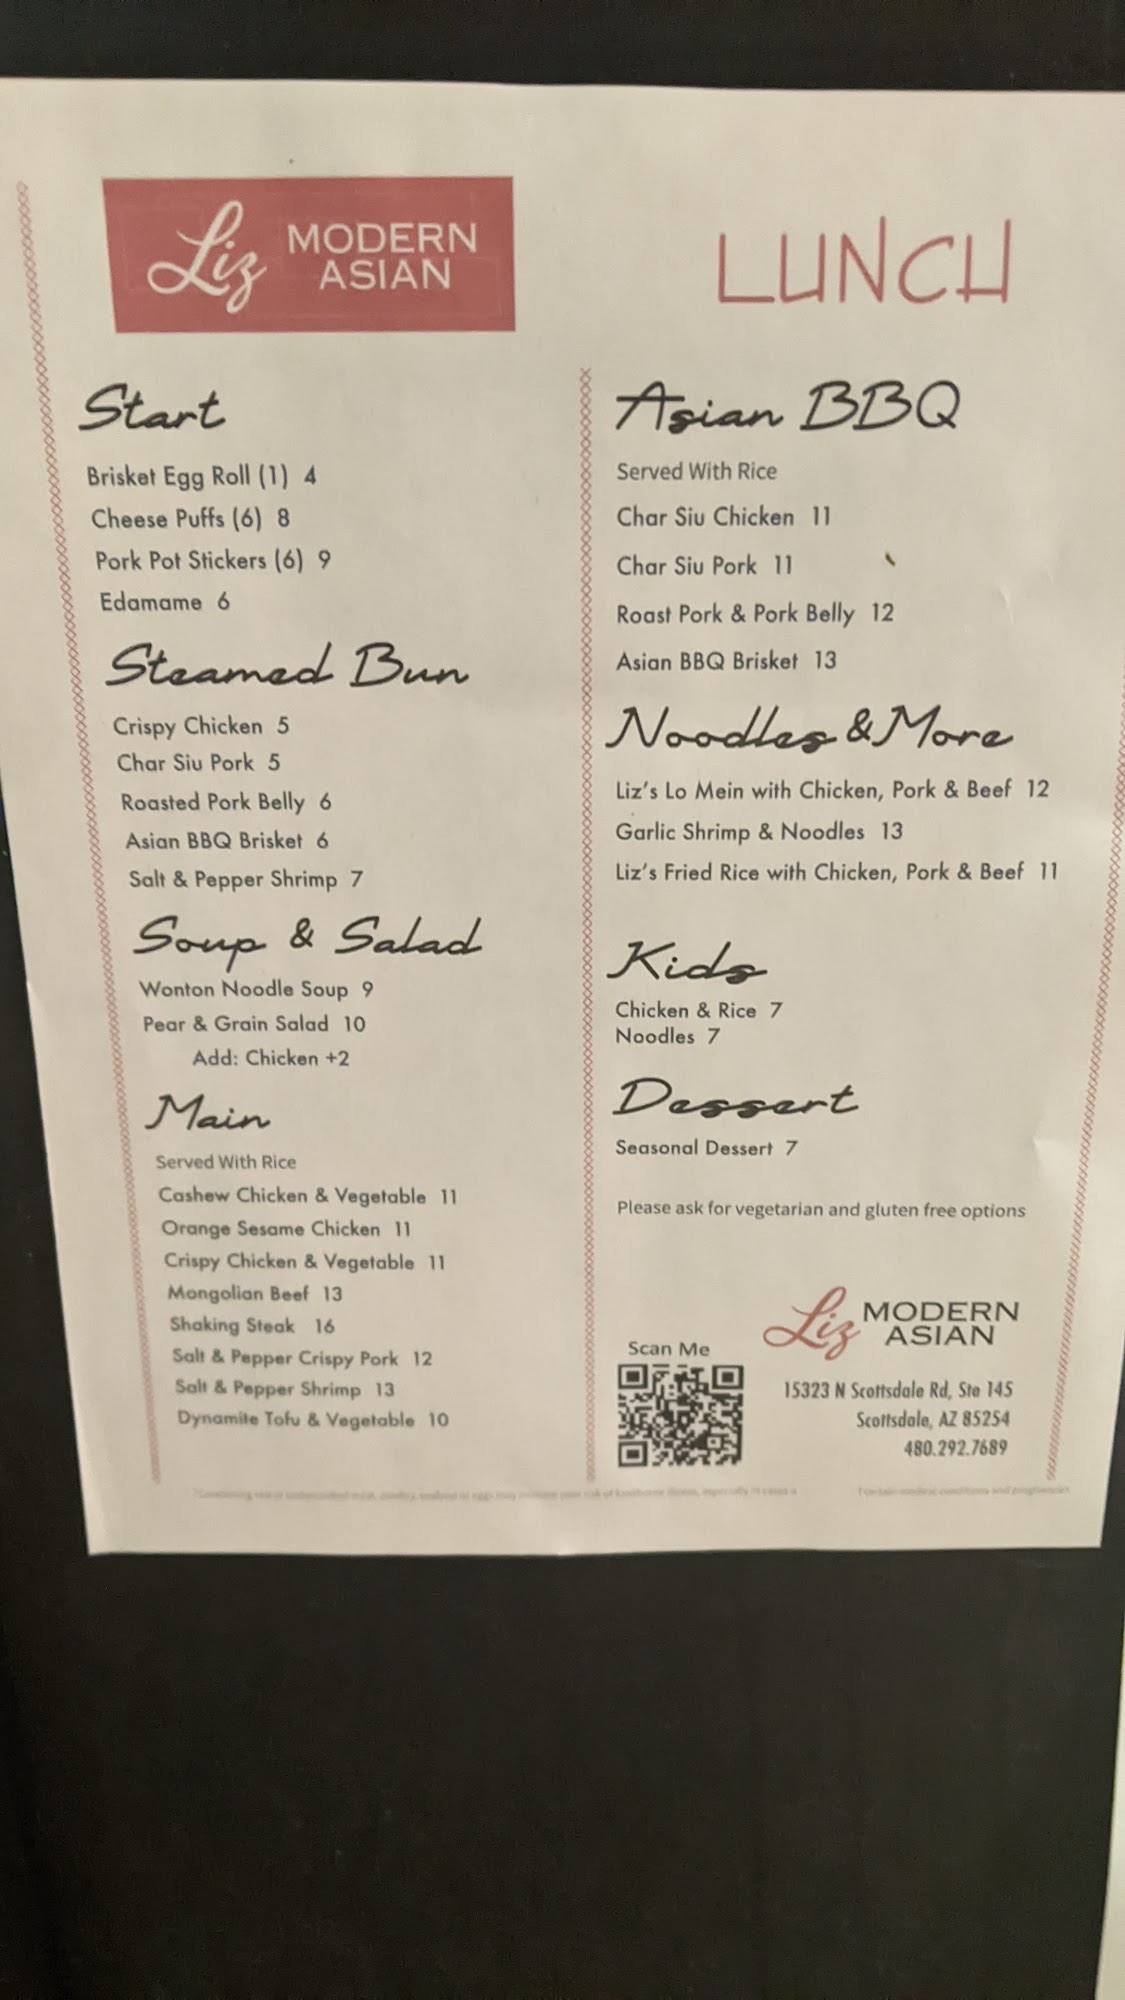 Liz MODERN
ASIAN
LUNCH
Start
Brisket Egg Roll (1) 4
Cheese Puffs (6) 8
Pork Pot Stickers (6) 9
Edamame 6
Steamed Bun
Crispy Chicken 5
Char Siu Pork 5
Roasted Pork Belly 6
Asian BBQ Brisket 6
Salt & Pepper Shrimp 7
Soup & Salad
Wonton Noodle Soup 9
Pear & Grain Salad 10
Add: Chicken +2
Main
Served With Rice
Cashew Chicken & Vegetable 11
Orange Sesame Chicken 11
Crispy Chicken & Vegetable 11
Mongolian Beef 13
Shaking Steak 16
Salt & Pepper Crispy Pork 12
Salt & Pepper Shrimp 13
Dynamite Tofu & Vegetable 10
Asian BBQ
Served With Rice
Char Siu Chicken 11
Char Siu Pork 11
Roast Pork & Pork Belly 12
Asian BBQ Brisket 13
Noodles & More
Liz's Lo Mein with Chicken, Pork & Beef 12
Garlic Shrimp & Noodles 13
Liz's Fried Rice with Chicken, Pork & Beef 11
Kids
Chicken & Rice 7
Noodles 7
Dessert
Seasonal Dessert 7
Please ask for vegetarian and gluten free options
Scan Me
Liz MODERN
ASIAN
15323 N Scottsdale Rd, Ste 145
Scottsdale, AZ 85254
480.292.7689